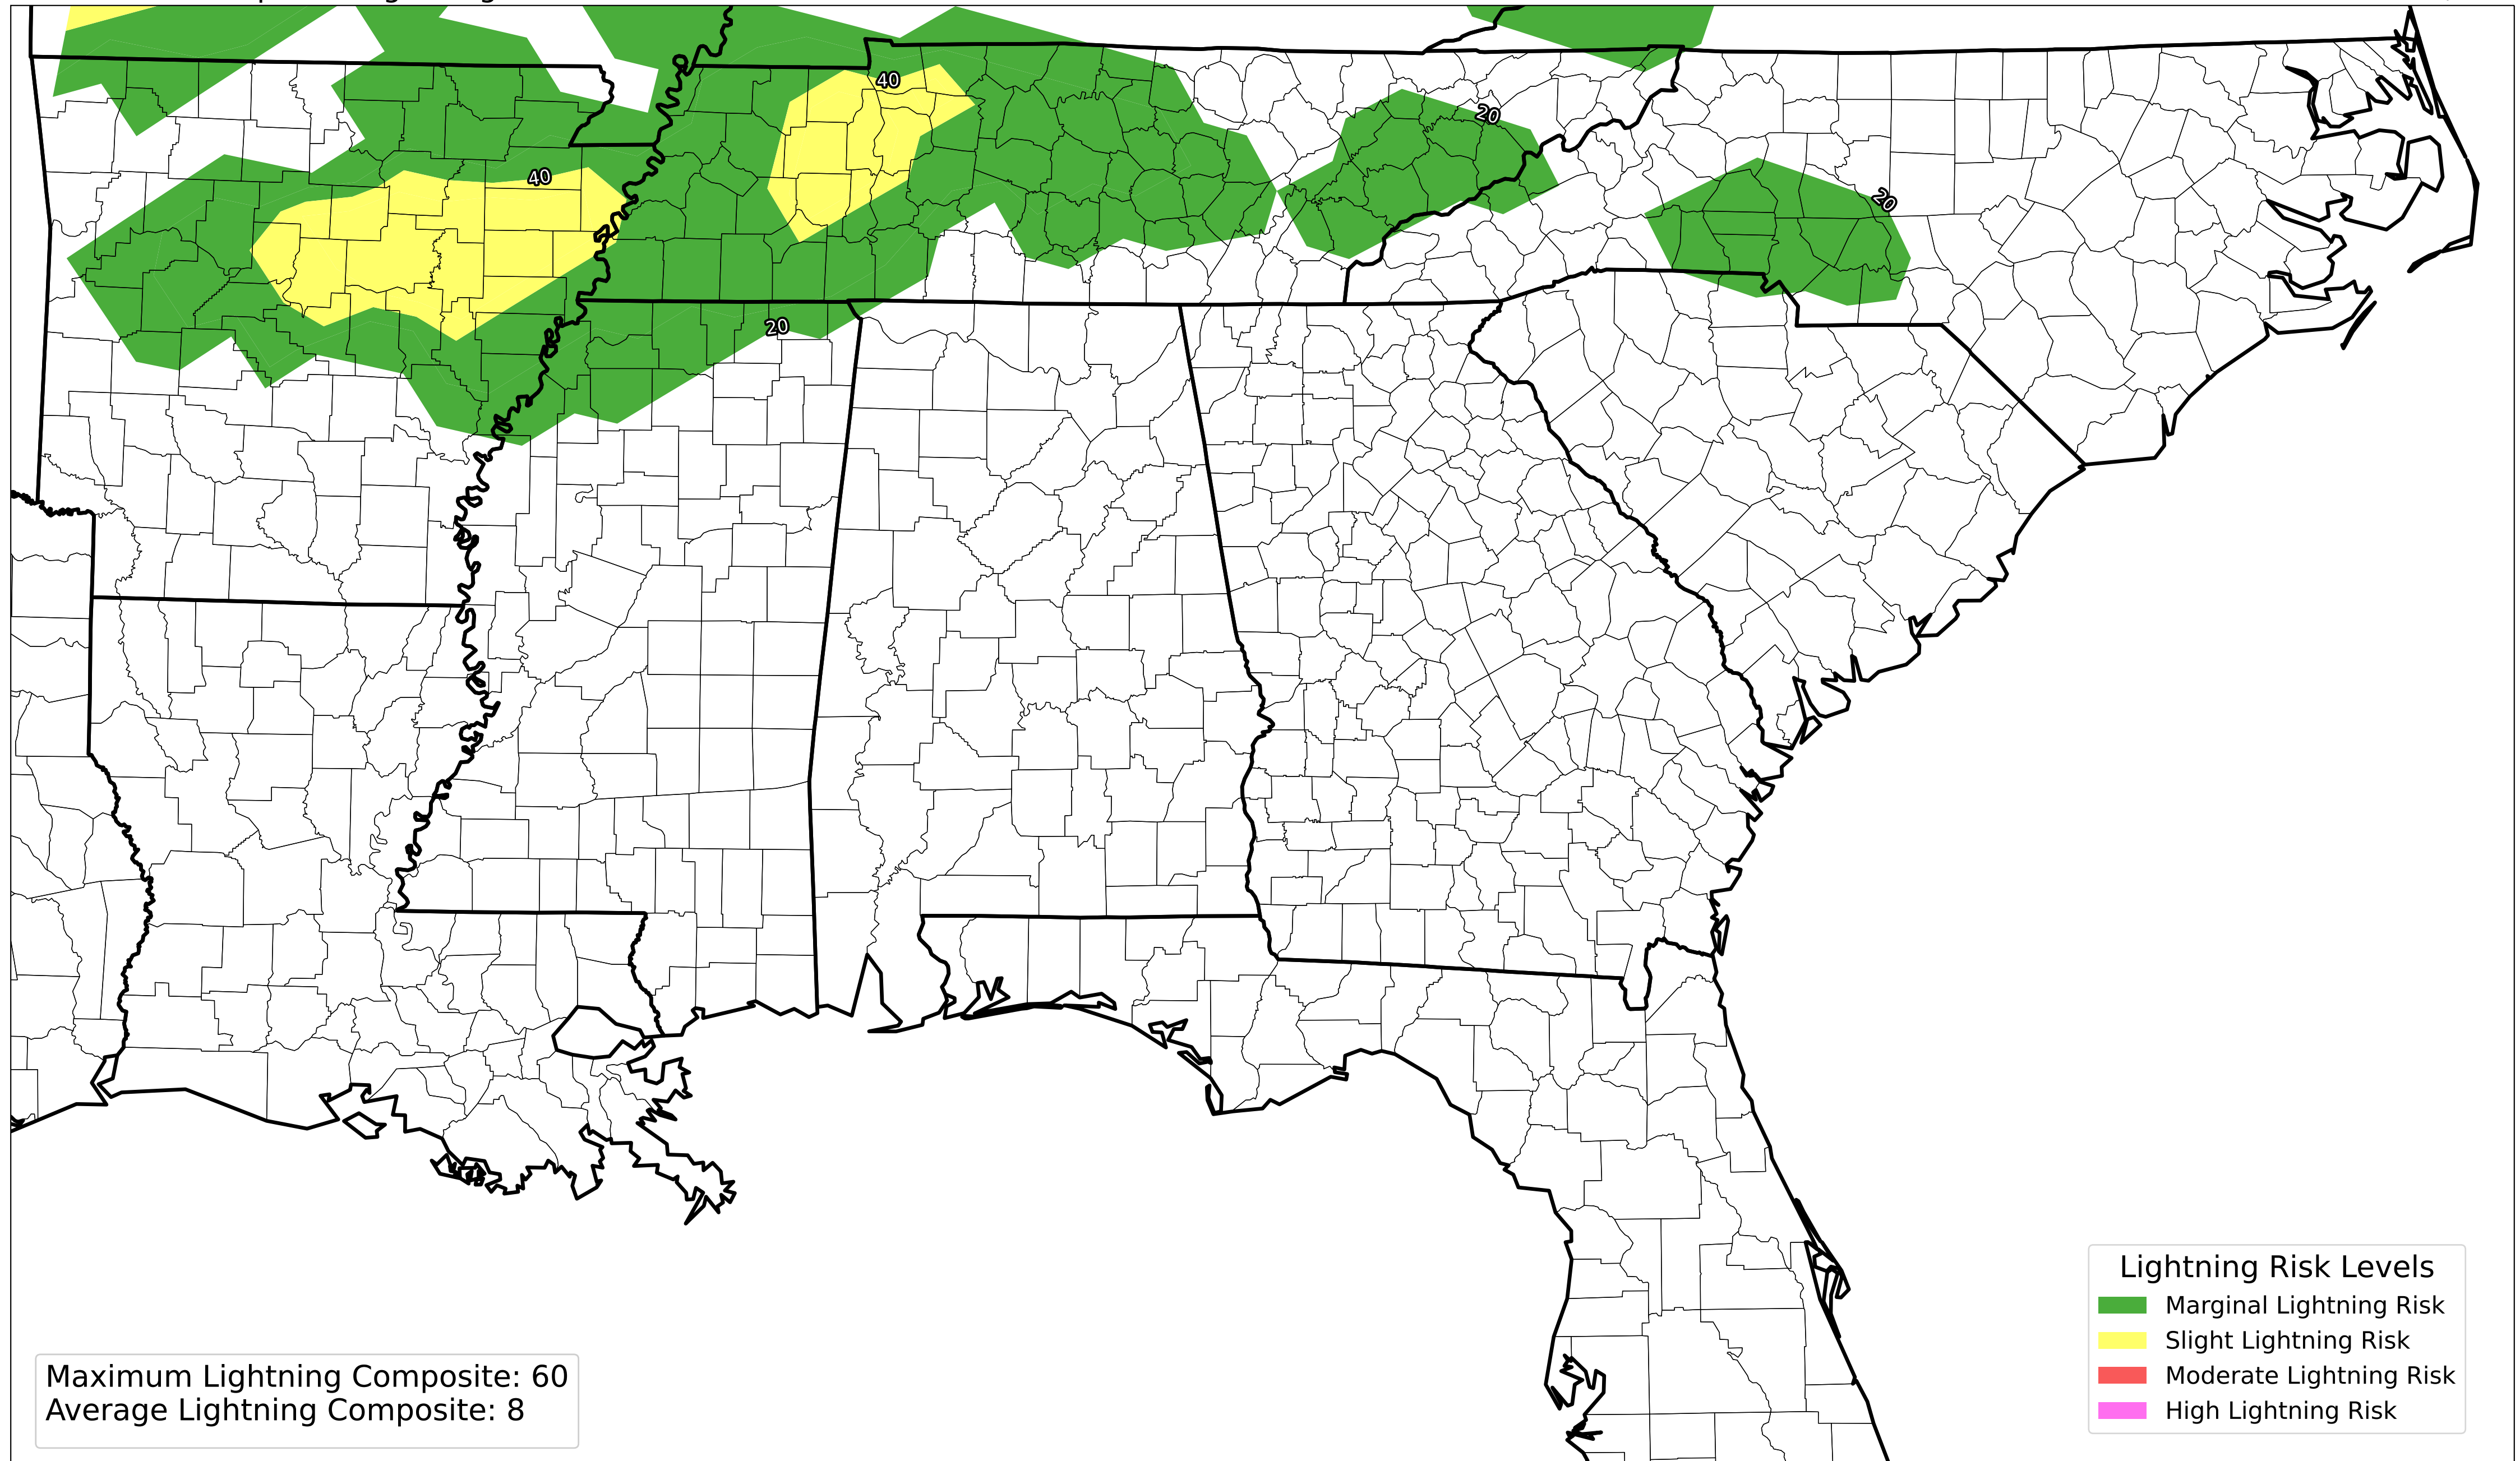 40
20
40
20
20
Lightning Risk Levels
Marginal Lightning Risk
Slight Lightning Risk
Moderate Lightning Risk
High Lightning Risk
Maximum Lightning Composite: 60
Average Lightning Composite: 8